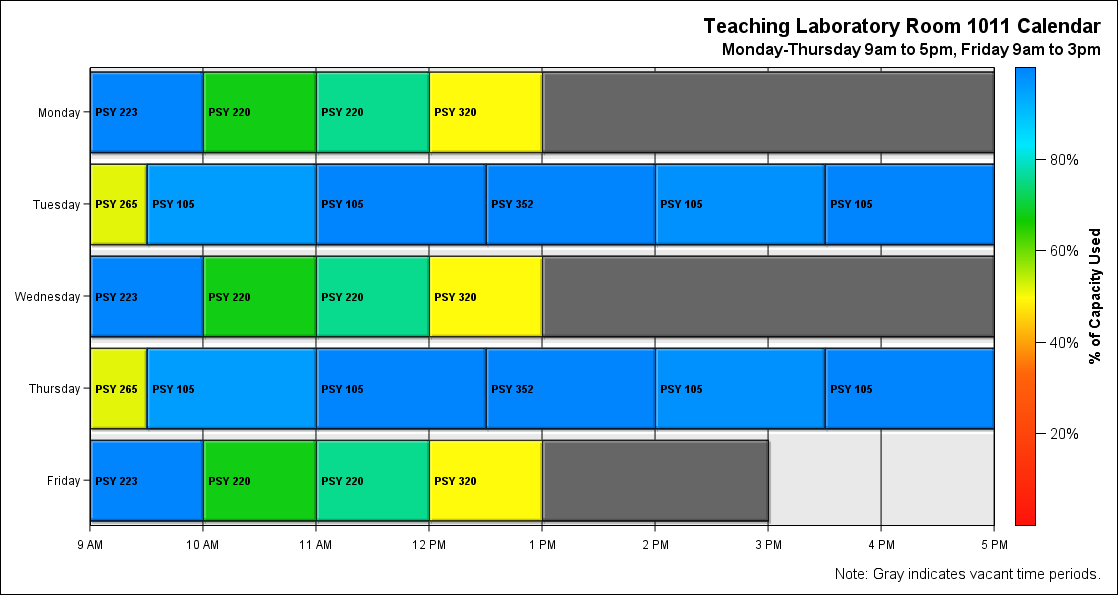 Teaching Laboratory Room 1011 Calendar
Monday-Thursday 9am to 5pm, Friday 9am to 3pm
Monday PSY 223 PSY 220 PSY 220 PSY 320
Tuesday PSY 265 PSY 105 PSY 105 PSY 352 PSY 105 PSY 105
Wednesday PSY 223 PSY 220 PSY 220 PSY 320
Thursday PSY 265 PSY 105 PSY 105 PSY 352 PSY 105 PSY 105
Friday PSY 223 PSY 220 PSY 220 PSY 320
9 AM 10 AM 11 AM 12 PM 1 PM 2 PM 3 PM 4 PM 5 PM
80%
60%
40%
20%
% of Capacity Used
Note: Gray indicates vacant time periods.